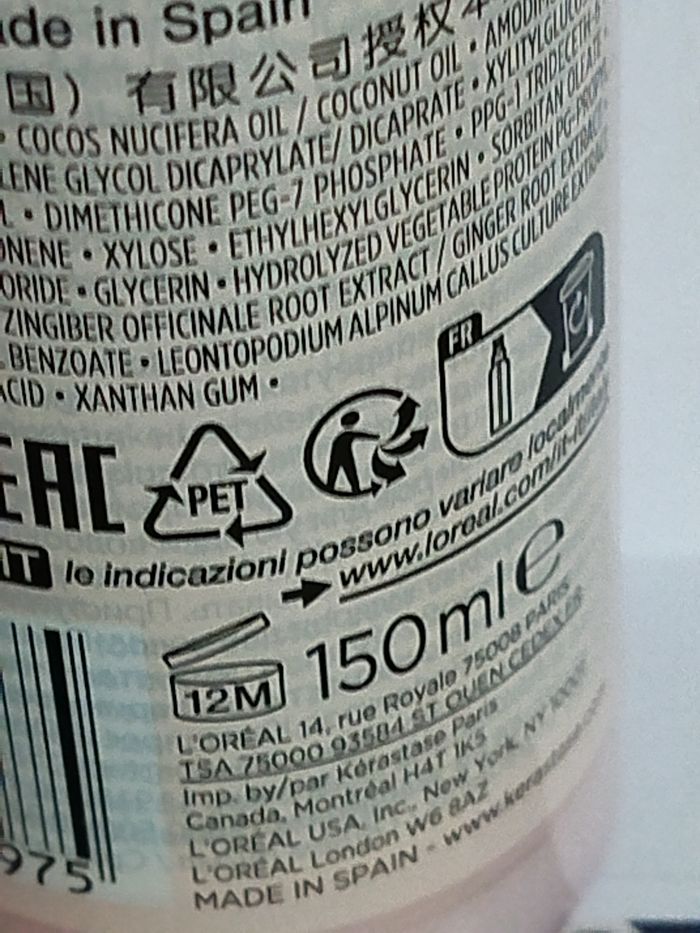 de in Spain
国）有限公司授权
• COCOS NUCIFERA OIL / COCONUT OIL •
LENE GLYCOL DICAPRYLATE/ DICAPRATE •
• DIMETHICONE PEG-7 PHOSPHATE • PPG-1 TRIDECETH-6
NENE • XYLOSE • ETHYLHEXYLGLYCERIN • SORBITAN OLEATE
ORIDE • GLYCERIN • HYDROLYZED VEGETABLE PROTEIN
ZINGIBER OFFICINALE ROOT EXTRACT / GINGER ROOT EXTRACT
BENZOATE • LEONTOPODIUM ALPINUM CALLUS CULTURE EXTRACT
ACID • XANTHAN GUM •
FR
EAC
PET
IT le indicazioni possono variare localmente
www.loreal.com/it-it/
12M
150 ml e
L'ORÉAL 14, rue Royale 75008 PARIS
TSA 75000 93584 ST OUEN CEDEX FR
Imp. by/par Kérastase Paris
Canada, Montréal H4T 1K5
L'ORÉAL USA, Inc., New York, NY
L'ORÉAL London W6 8AZ
MADE IN SPAIN - www.kerastase.com
975